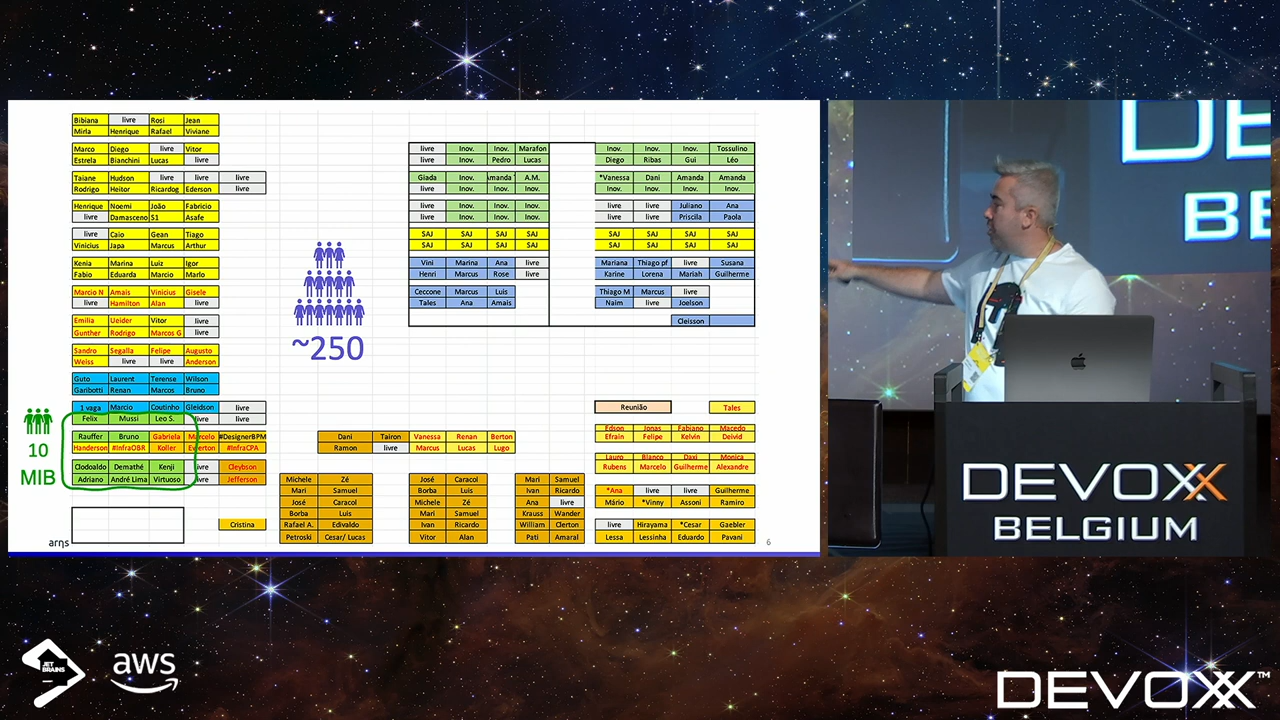 Bibiana livre Rosi Jean
Mirla Henrique Rafael Viviane
Marco Diego livre Vitor
Estrela Bianchini Lucas livre
Taiane Hudson livre livre livre
Rodrigo Heitor Ricardog Ederson livre
Henrique Noemi João Fabricio
livre Damasceno S1 Asafe
livre Caio Gean Tiago
Vinicius Japa Marcus Arthur
Kenia Marina Luiz Igor
Fabio Eduarda Marcio Marlo
Marcio N Amais Vinicius Gisele
livre Hamilton Alan livre
Emilia Ueider Vitor livre
Gunther Rodrigo Marcos G livre
Sandro Segalla Felipe Augusto
Weiss livre livre Anderson
Guto Laurent Terense Wilson
Garibotti Renan Marcos Bruno
1 vaga Marcio Coutinho Gleidson livre
Felix Mussi Leo S. livre livre
Rauffer Bruno Gabriela Marcelo #DesignerBPM
Handerson #InfraOBR Koller Everton #InfraCPA
Clodoaldo Demathé Kenji livre Cleybson
Adriano André Lima Virtuoso livre Jefferson
Cristina
10
MIB
~250
livre Inov. Inov. Marafon
livre Inov. Pedro Lucas
Giada Inov. A.M.
livre Inov. Inov. Inov.
livre Inov. Inov. Inov.
livre Inov. Inov. Inov.
SAJ SAJ SAJ SAJ
SAJ SAJ SAJ SAJ
Vini Marina Ana livre
Henri Marcus Rose livre
Ceccone Marcus Luis
Tales Ana Amais
Inov. Inov. Inov. Tossulino
Diego Ribas Gui Léo
*Vanessa Dani Amanda Amanda
Inov. Inov. Inov. Inov.
livre livre Juliano Ana
livre livre Priscila Paola
SAJ SAJ SAJ SAJ
SAJ SAJ SAJ SAJ
Mariana Thiago pf livre Susana
Karine Lorena Mariah Guilherme
Thiago M Marcus livre
Naim livre Joelson
Cleisson
Reunião Tales
Dani Tairon Vanessa Renan Berton
Ramon livre Marcus Lucas Lugo
Edson Jonas Fabiano Macedo
Efrain Felipe Kelvin Deivid
Lauro Blanco Daxi Monica
Rubens Marcelo Guilherme Alexandre
*Ana livre livre Guilherme
Mário *Vinny Assoni Ramiro
livre Hirayama *Cesar Gaebler
Lessa Lessinha Eduardo Pavani
Michele Zé
Mari Samuel
José Caracol
Borba Luis
Rafael A. Edivaldo
Petroski Cesar/ Lucas
José Caracol
Borba Luis
Michele Zé
Mari Samuel
Ivan Ricardo
Vitor Alan
Mari Samuel
Ivan Ricardo
Ana livre
Krauss Wander
William Clerton
Pati Amaral
arqs
6
DEVOXX
BELGIUM
JET
BRAINS
aws
DEVOXX™